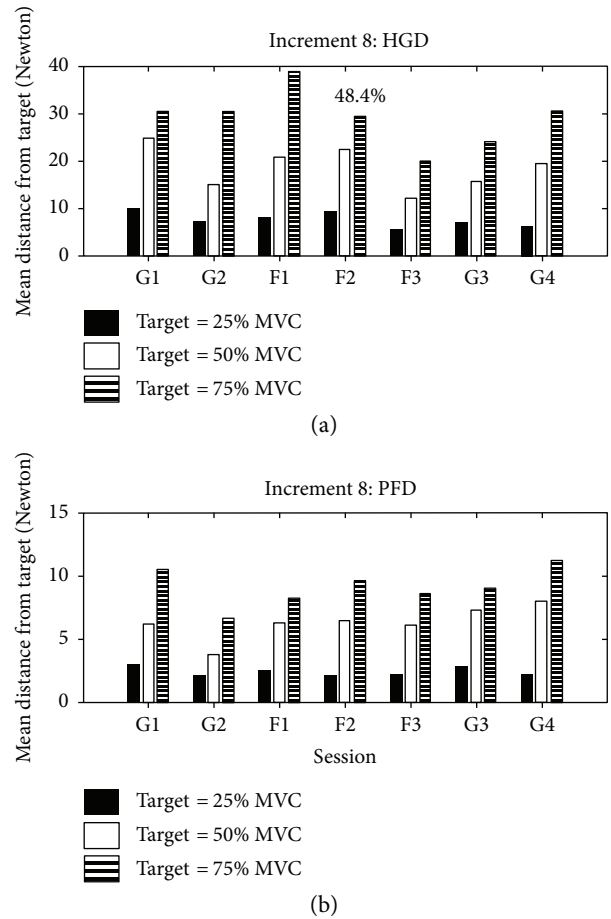 Increment 8: HGD
Mean distance from target (Newton)
40
30
20
10
0
48.4%
G1 G2 F1 F2 F3 G3 G4
Target = 25% MVC
Target = 50% MVC
Target = 75% MVC
(a)
Increment 8: PFD
Mean distance from target (Newton)
15
10
5
0
G1 G2 F1 F2 F3 G3 G4
Session
Target = 25% MVC
Target = 50% MVC
Target = 75% MVC
(b)